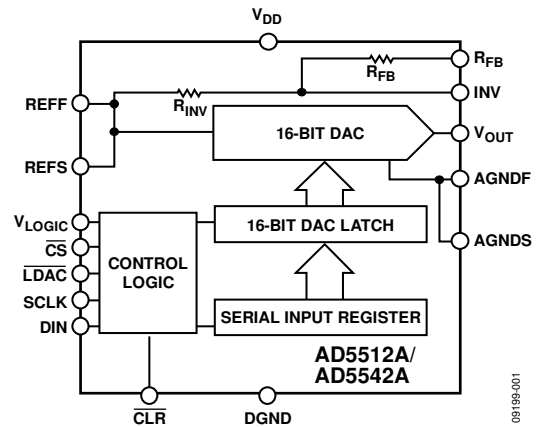 VDD
RFB
RFB
REFF
RINV
INV
16-BIT DAC
VOUT
REFS
AGNDF
VLOGIC
16-BIT DAC LATCH
AGNDS
CS
CONTROL
LOGIC
LDAC
SCLK
DIN
SERIAL INPUT REGISTER
AD5512A/
AD5542A
CLR
DGND
09199-001